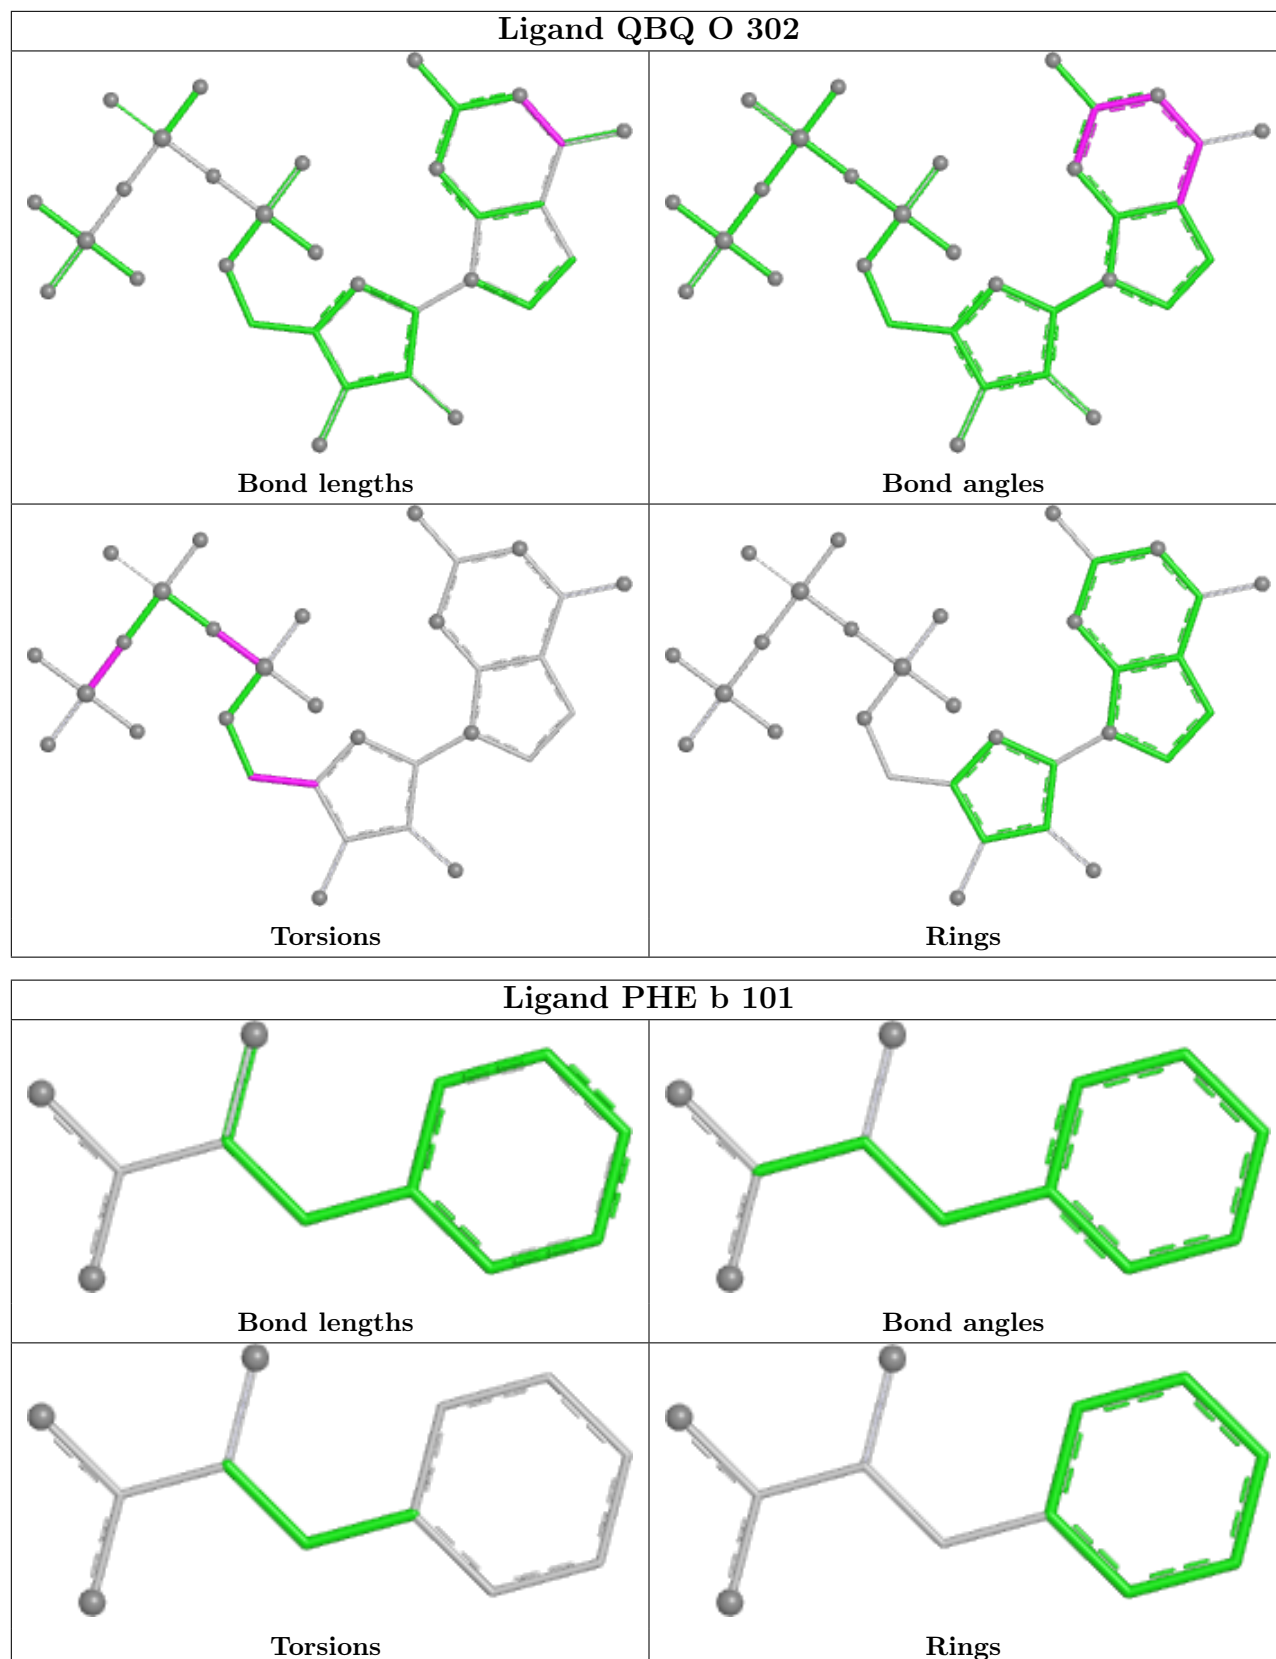 Ligand QBQ O 302
Bond lengths
Bond angles
Torsions
Rings
Ligand PHE b 101
Bond lengths
Bond angles
Torsions
Rings